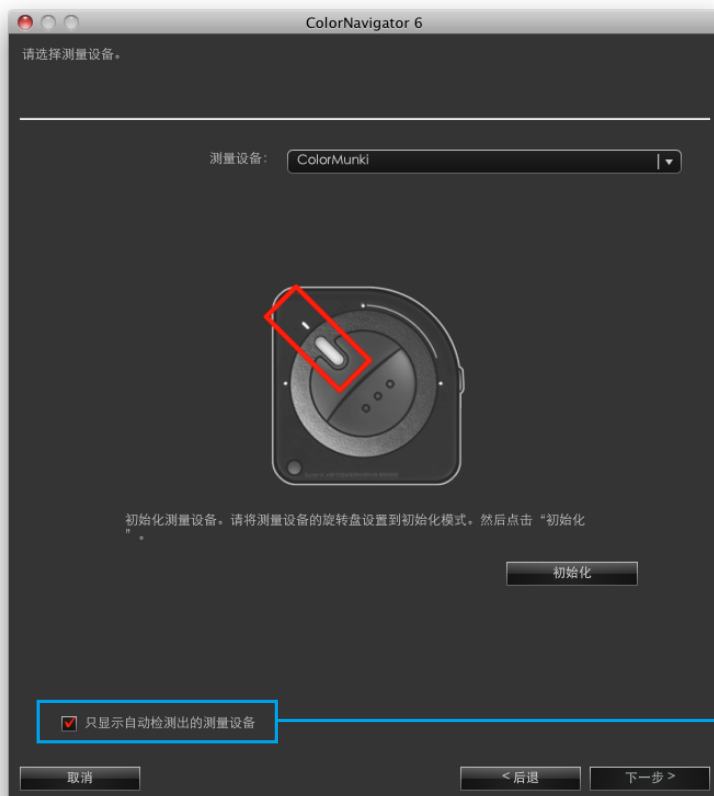 ColorNavigator 6
请选择测量设备。
测量设备: ColorMunki
初始化测量设备。请将测量设备的旋转盘设置到初始化模式。然后点击“初始化
”。
初始化
只显示自动检测出的测量设备
取消 <后退 下一步>